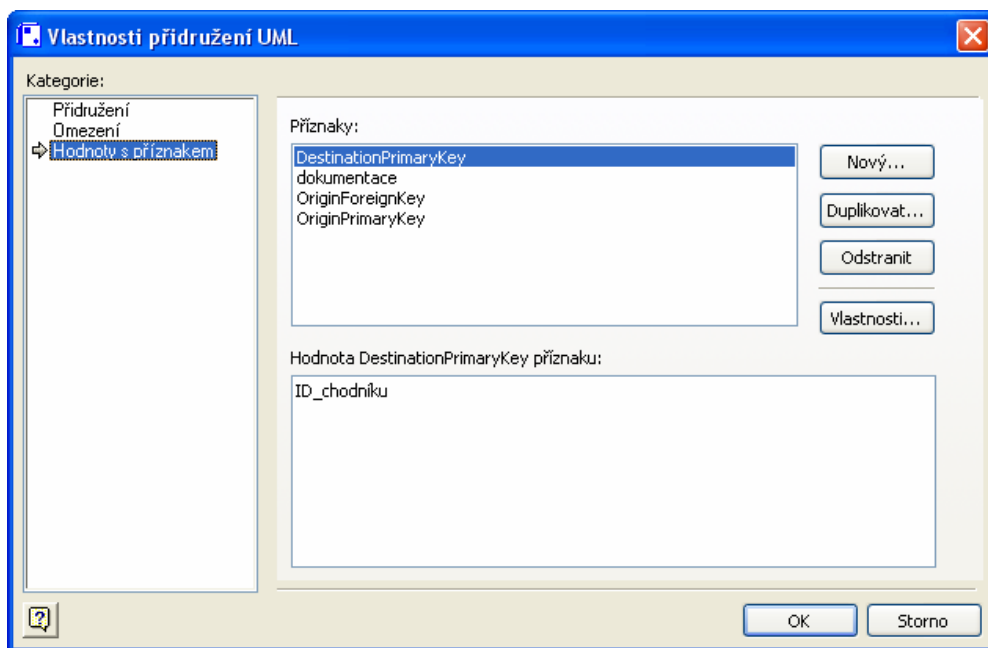 Vlastnosti přidružení UML
Kategorie:
Přidružení
Omezení
Hodnoty s příznakem
Příznaky:
DestinationPrimaryKey
dokumentace
OriginForeignKey
OriginPrimaryKey
Nový...
Duplikovat...
Odstranit
Vlastnosti...
Hodnota DestinationPrimaryKey příznaku:
ID_chodníku
OK
Storno